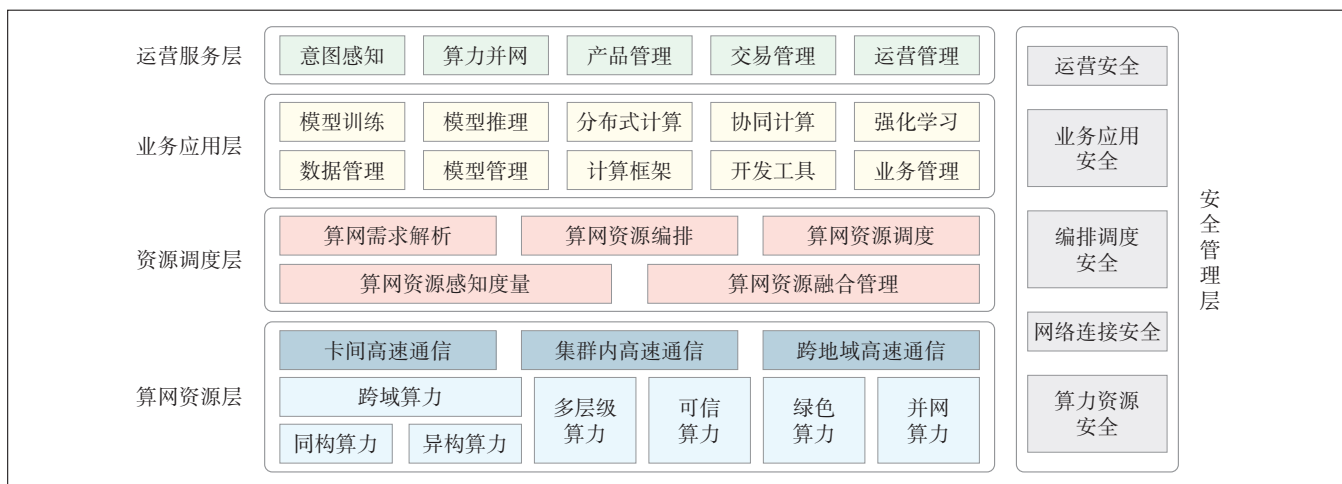 运营服务层
意图感知
算力并网
产品管理
交易管理
运营管理
业务应用层
模型训练
模型推理
分布式计算
协同计算
强化学习
数据管理
模型管理
计算框架
开发工具
业务管理
资源调度层
算网需求解析
算网资源编排
算网资源调度
算网资源感知度量
算网资源融合管理
算网资源层
卡间高速通信
集群内高速通信
跨地域高速通信
跨域算力
同构算力
异构算力
多层级
算力
可信
算力
绿色
算力
并网
算力
运营安全
业务应用
安全
编排调度
安全
网络连接安全
算力资源
安全
安全管理层